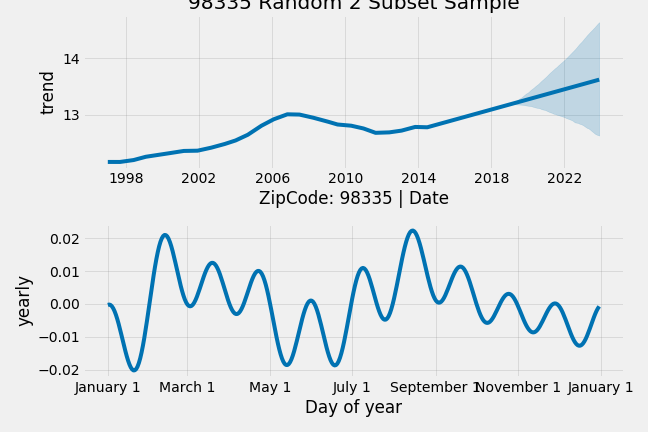 98335 Random 2 Subset Sample
14
13
trend
1998 2002 2006 2010 2014 2018 2022
ZipCode: 98335 | Date
0.02
0.01
0.00
−0.01
−0.02
yearly
January 1 March 1 May 1 July 1 September 1 November 1 January 1
Day of year